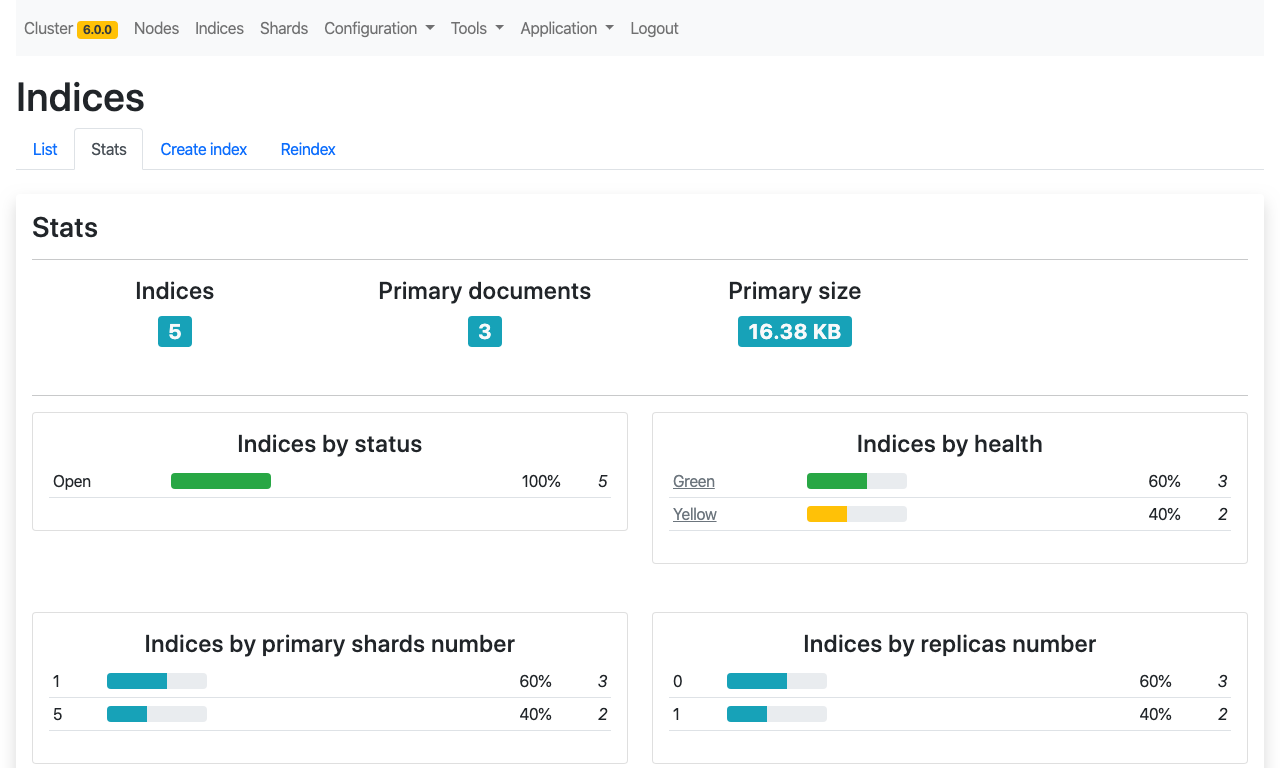 Cluster 6.0.0 Nodes Indices Shards Configuration Tools Application Logout
Indices
List Stats Create index Reindex
Stats
Indices Primary documents Primary size
5 3 16.38 KB
Indices by status
Open 100% 5
Indices by health
Green 60% 3
Yellow 40% 2
Indices by primary shards number
1 60% 3
5 40% 2
Indices by replicas number
0 60% 3
1 40% 2